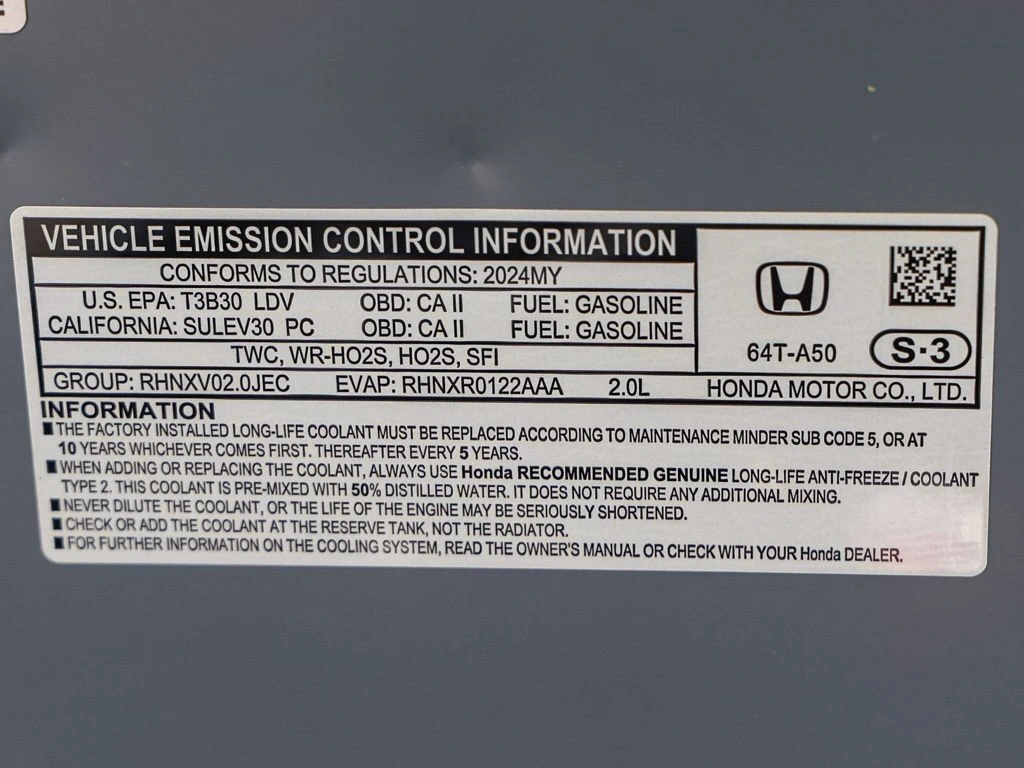 VEHICLE EMISSION CONTROL INFORMATION
CONFORMS TO REGULATIONS: 2024MY
U.S. EPA: T3B30 LDV OBD: CA II FUEL: GASOLINE
CALIFORNIA: SULEV30 PC OBD: CA II FUEL: GASOLINE
TWC, WR-HO2S, HO2S, SFI
64T-A50 S·3
GROUP: RHNXV02.0JEC EVAP: RHNXR0122AAA 2.0L HONDA MOTOR CO., LTD.
INFORMATION
■ THE FACTORY INSTALLED LONG-LIFE COOLANT MUST BE REPLACED ACCORDING TO MAINTENANCE MINDER SUB CODE 5, OR AT
10 YEARS WHICHEVER COMES FIRST. THEREAFTER EVERY 5 YEARS.
■ WHEN ADDING OR REPLACING THE COOLANT, ALWAYS USE Honda RECOMMENDED GENUINE LONG-LIFE ANTI-FREEZE / COOLANT
TYPE 2. THIS COOLANT IS PRE-MIXED WITH 50% DISTILLED WATER. IT DOES NOT REQUIRE ANY ADDITIONAL MIXING.
■ NEVER DILUTE THE COOLANT, OR THE LIFE OF THE ENGINE MAY BE SERIOUSLY SHORTENED.
■ CHECK OR ADD THE COOLANT AT THE RESERVE TANK, NOT THE RADIATOR.
■ FOR FURTHER INFORMATION ON THE COOLING SYSTEM, READ THE OWNER'S MANUAL OR CHECK WITH YOUR Honda DEALER.